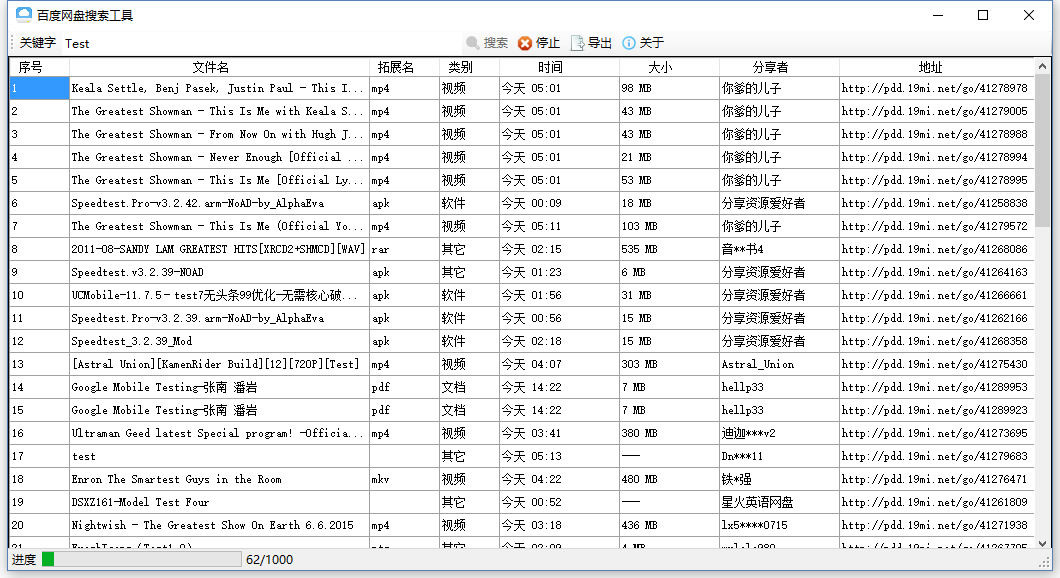 百度网盘搜索工具
关键字 Test 搜索 停止 导出 关于
序号 文件名 拓展名 类别 时间 大小 分享者 地址
1 Keala Settle, Benj Pasek, Justin Paul - This I... mp4 视频 今天 05:01 98 MB 你爹的儿子 http://pdd.19mi.net/go/41278978
2 The Greatest Showman - This Is Me with Keala S... mp4 视频 今天 05:01 43 MB 你爹的儿子 http://pdd.19mi.net/go/41279005
3 The Greatest Showman - From Now On with Hugh J... mp4 视频 今天 05:01 43 MB 你爹的儿子 http://pdd.19mi.net/go/41278988
4 The Greatest Showman - Never Enough [Official ... mp4 视频 今天 05:01 21 MB 你爹的儿子 http://pdd.19mi.net/go/41278994
5 The Greatest Showman - This Is Me [Official Ly... mp4 视频 今天 05:01 53 MB 你爹的儿子 http://pdd.19mi.net/go/41278995
6 Speedtest.Pro-v3.2.42.arm-NoAD-by_AlphaEva apk 软件 今天 00:09 18 MB 分享资源爱好者 http://pdd.19mi.net/go/41258838
7 The Greatest Showman - This Is Me (Official Yo... mp4 视频 今天 05:11 103 MB 你爹的儿子 http://pdd.19mi.net/go/41279572
8 2011-08-SANDY LAM GREATEST HITS[XRCD2+SHMCD][WAV] rar 其它 今天 02:15 535 MB 音**书4 http://pdd.19mi.net/go/41268086
9 Speedtest.v3.2.39-NOAD apk 其它 今天 01:23 6 MB 分享资源爱好者 http://pdd.19mi.net/go/41264163
10 UCMobile-11.7.5-test7无头条99优化-无需核心破... apk 软件 今天 01:56 31 MB 分享资源爱好者 http://pdd.19mi.net/go/41266661
11 Speedtest.Pro-v3.2.39.arm-NoAD-by_AlphaEva apk 软件 今天 00:56 15 MB 分享资源爱好者 http://pdd.19mi.net/go/41262166
12 Speedtest_3.2.39_Mod apk 软件 今天 02:18 15 MB 分享资源爱好者 http://pdd.19mi.net/go/41268358
13 [Astral Union][KamenRider Build][12][720P][Test] mp4 视频 今天 04:07 303 MB Astral_Union http://pdd.19mi.net/go/41275430
14 Google Mobile Testing-张南 潘岩 pdf 文档 今天 14:22 7 MB hellp33 http://pdd.19mi.net/go/41289953
15 Google Mobile Testing-张南 潘岩 pdf 文档 今天 14:22 7 MB hellp33 http://pdd.19mi.net/go/41289923
16 Ultraman Geed latest Special program! -Officia... mp4 视频 今天 03:41 380 MB 迪迦***v2 http://pdd.19mi.net/go/41273695
17 test 其它 今天 05:13 —— Dn***11 http://pdd.19mi.net/go/41279683
18 Enron The Smartest Guys in the Room mkv 视频 今天 04:22 480 MB 铁*强 http://pdd.19mi.net/go/41276471
19 DSXZ161-Model Test Four 其它 今天 00:52 —— 星火英语网盘 http://pdd.19mi.net/go/41261809
20 Nightwish - The Greatest Show On Earth 6.6.2015 mp4 视频 今天 03:18 436 MB lx5****0715 http://pdd.19mi.net/go/41271938
进度 62/1000